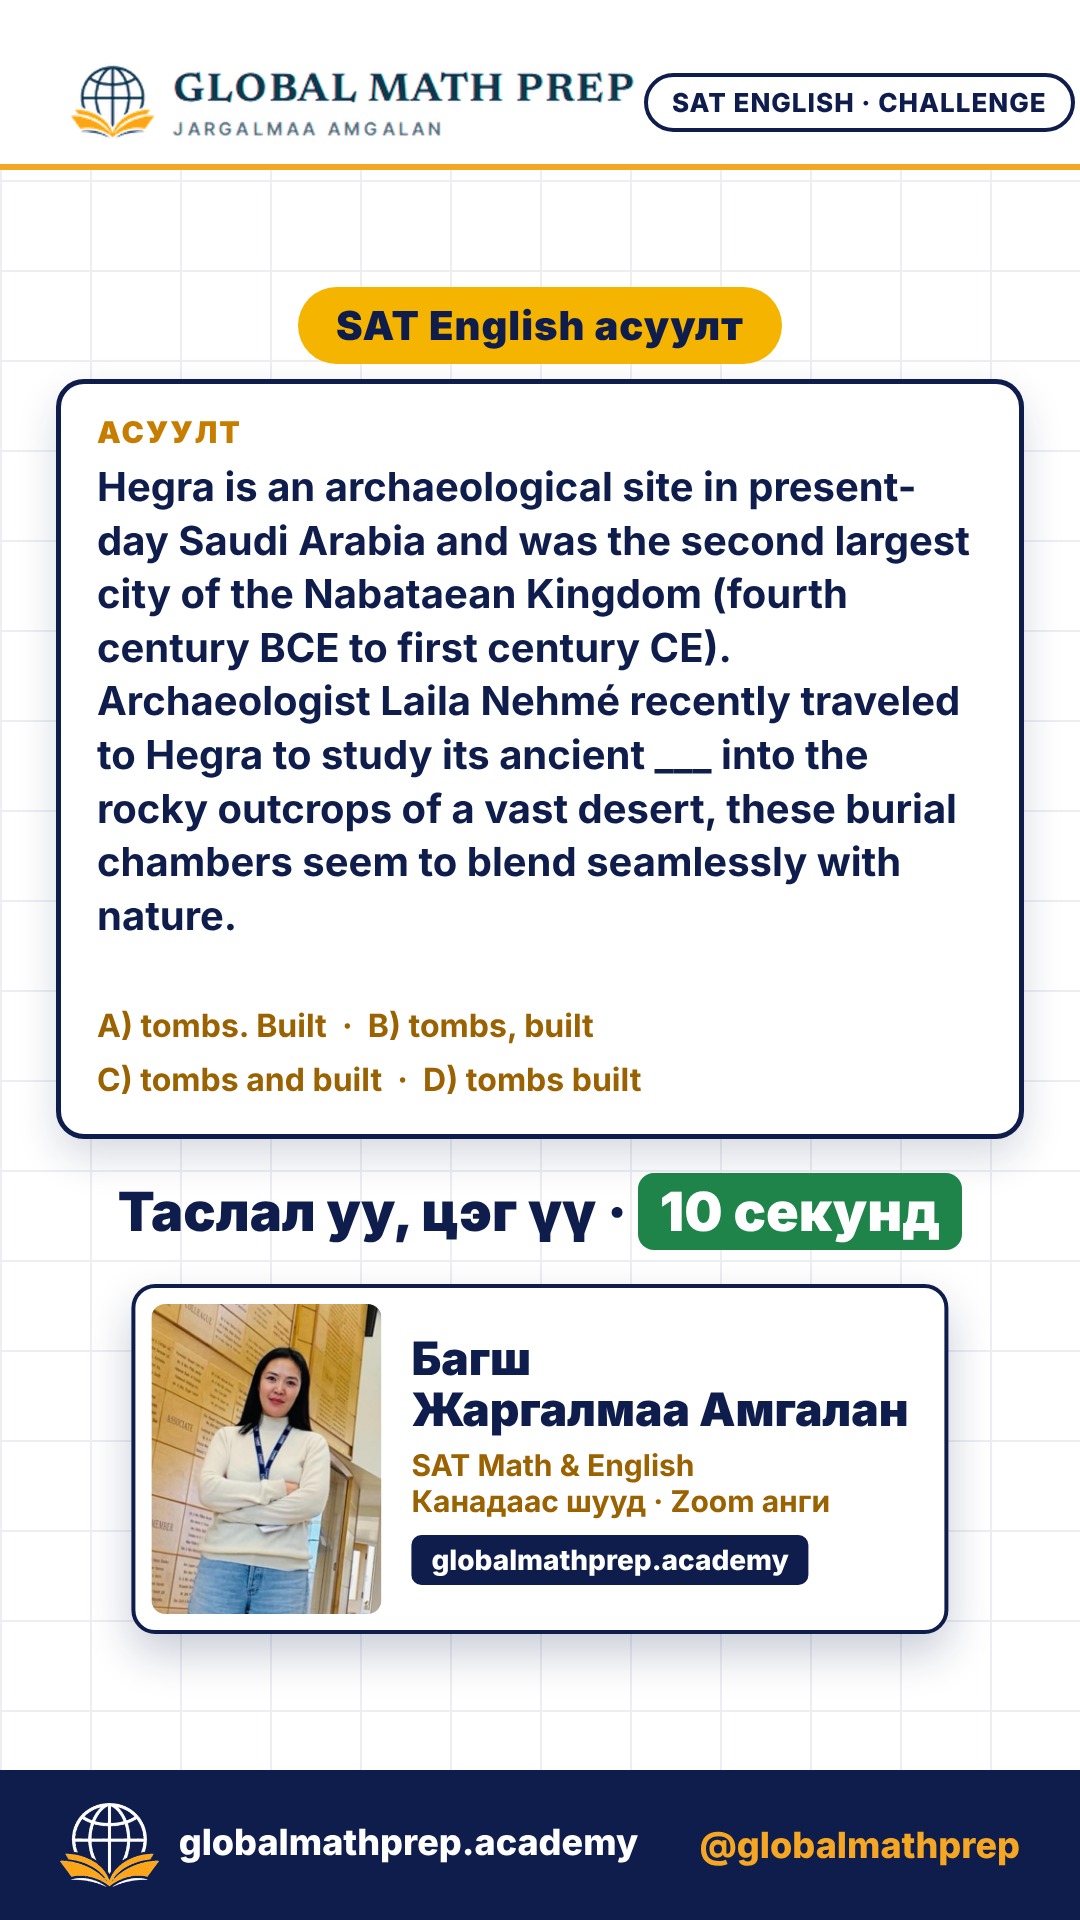 GLOBAL MATH PREP
JARGALMAA AMGALAN
SAT ENGLISH · CHALLENGE
SAT English асуулт
АСУУЛТ
Hegra is an archaeological site in present-
day Saudi Arabia and was the second largest
city of the Nabataean Kingdom (fourth
century BCE to first century CE).
Archaeologist Laila Nehmé recently traveled
to Hegra to study its ancient ___ into the
rocky outcrops of a vast desert, these burial
chambers seem to blend seamlessly with
nature.
A) tombs. Built · B) tombs, built
C) tombs and built · D) tombs built
Таслал уу, цэг үү · 10 секунд
ASSOCIATE
Багш
Жаргалмаа Амгалан
SAT Math & English
Канадаас шууд · Zoom анги
globalmathprep.academy
globalmathprep.academy
@globalmathprep